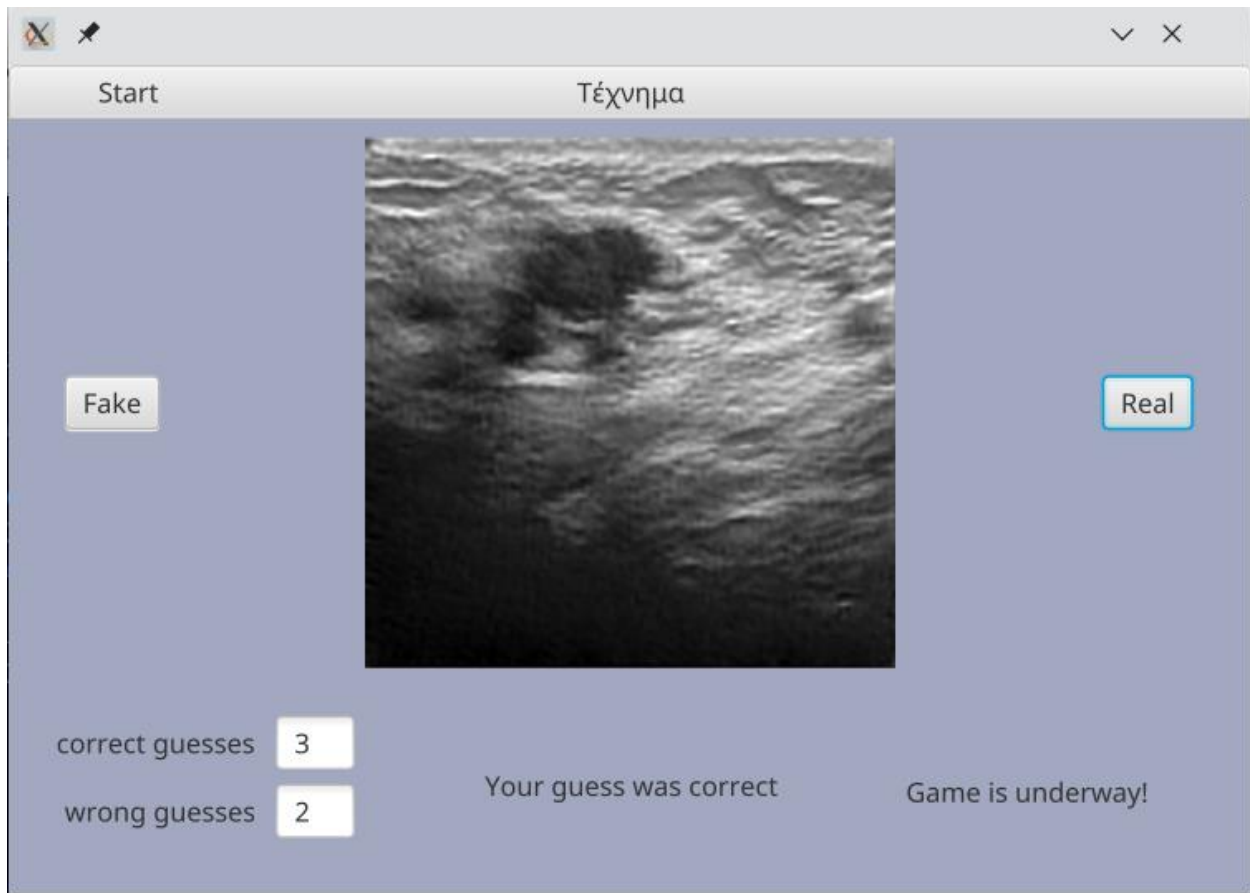 Start
Τέχνημα
Fake
Real
correct guesses 3
wrong guesses 2
Your guess was correct
Game is underway!